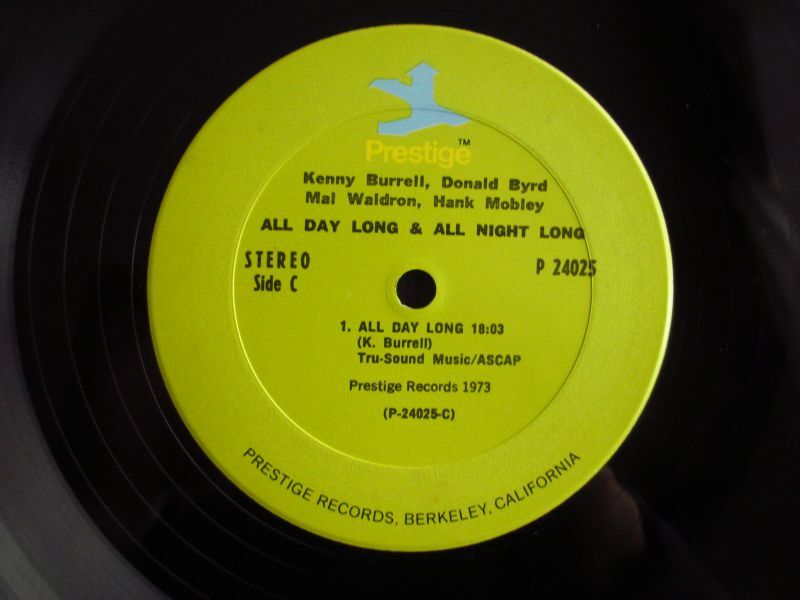 Prestige™
Kenny Burrell, Donald Byrd
Mal Waldron, Hank Mobley
ALL DAY LONG & ALL NIGHT LONG
STEREO
Side C
P 24025
1. ALL DAY LONG 18:03
(K. Burrell)
Tru-Sound Music/ASCAP
Prestige Records 1973
(P-24025-C)
PRESTIGE RECORDS, BERKELEY, CALIFORNIA